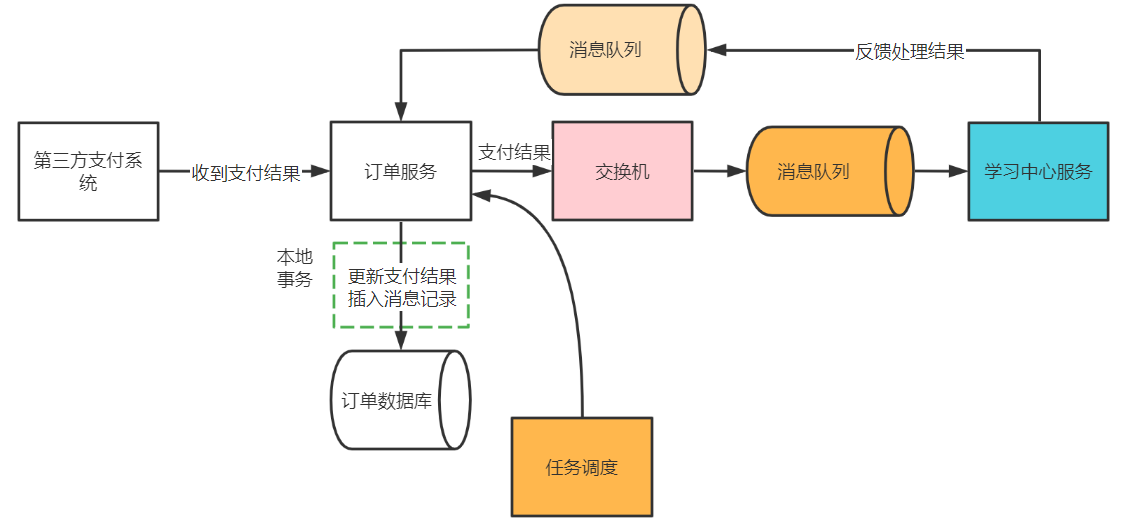 消息队列
反馈处理结果
第三方支付系
统
收到支付结果
订单服务
支付结果
交换机
消息队列
学习中心服务
本地
事务
更新支付结果
插入消息记录
订单数据库
任务调度